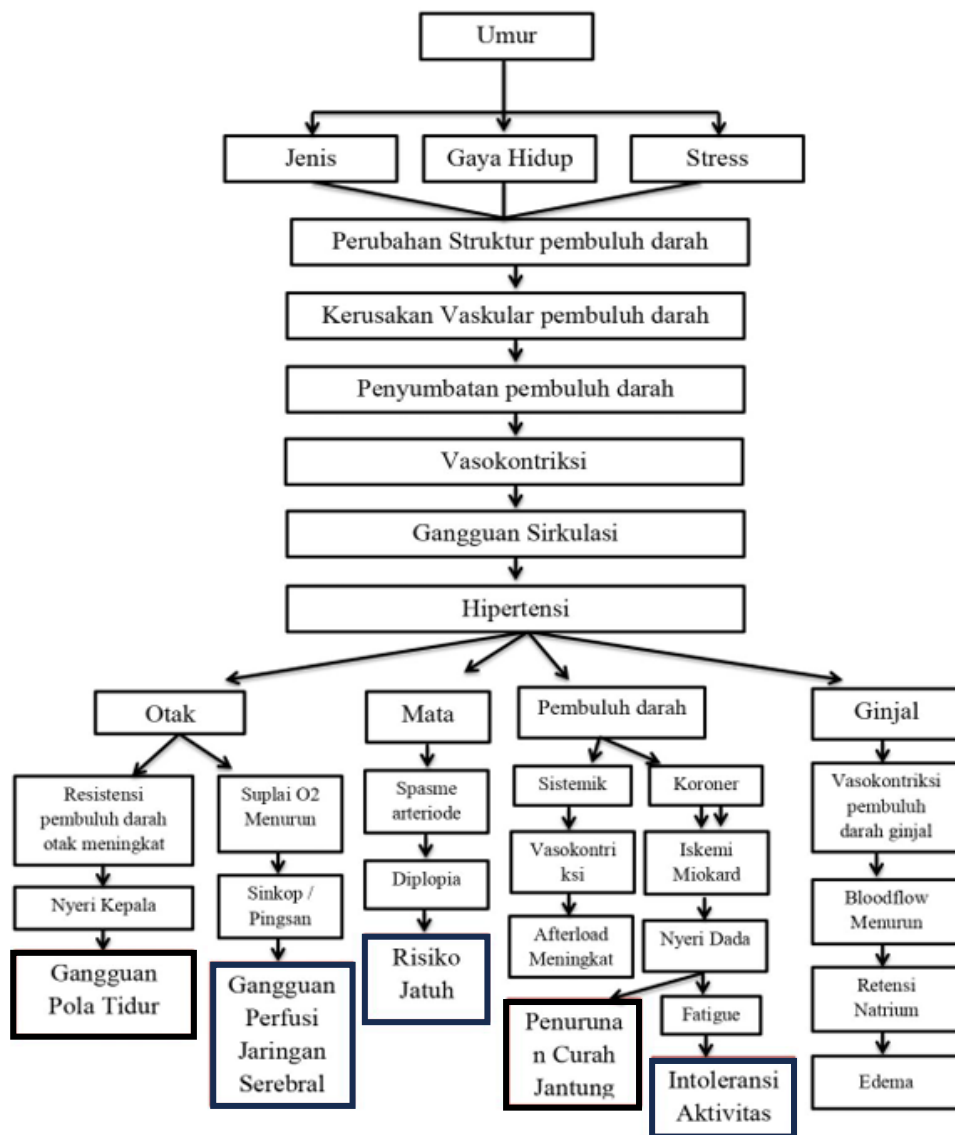 Umur
Jenis
Gaya Hidup
Stress
Perubahan Struktur pembuluh darah
Kerusakan Vaskular pembuluh darah
Penyumbatan pembuluh darah
Vasokontriksi
Gangguan Sirkulasi
Hipertensi
Otak
Resistensi
pembuluh darah
otak meningkat
Nyeri Kepala
Gangguan
Pola Tidur
Suplai O2
Menurun
Sinkop /
Pingsan
Gangguan
Perfusi
Jaringan
Serebral
Mata
Spasme
arteriode
Diplopia
Risiko
Jatuh
Pembuluh darah
Sistemik
Vasokontri
ksi
Afterload
Meningkat
Koroner
Iskemi
Miokard
Nyeri Dada
Penuruna
n Curah
Jantung
Fatigue
Intoleransi
Aktivitas
Ginjal
Vasokontriksi
pembuluh
darah ginjal
Bloodflow
Menurun
Retensi
Natrium
Edema